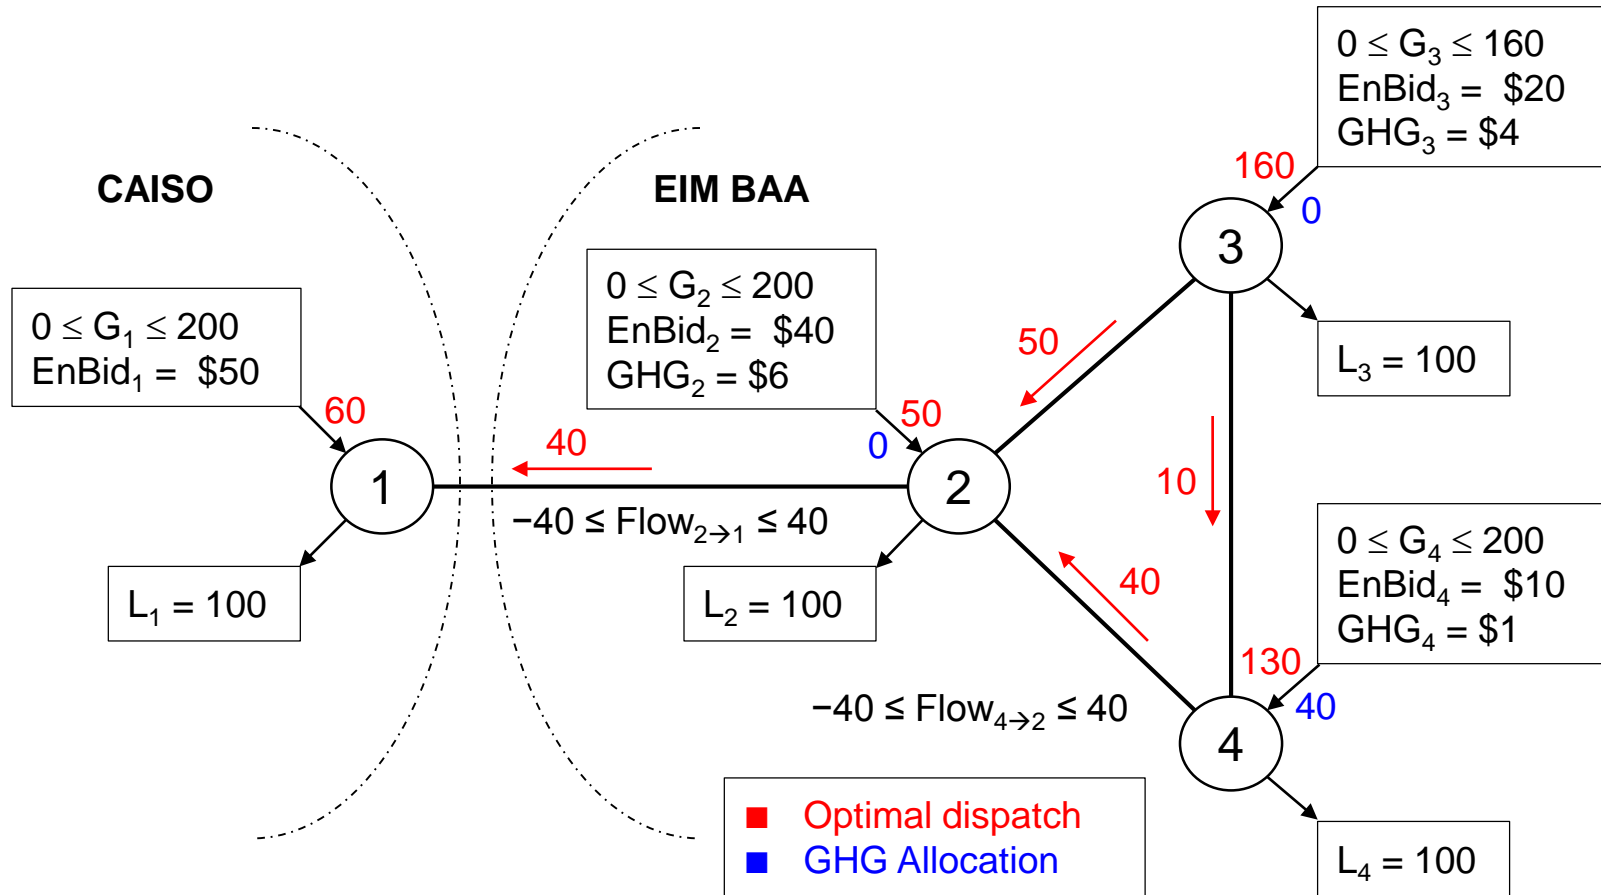 CAISO
EIM BAA
0 ≤ G₁ ≤ 200
EnBid₁ = $50
60
1
L₁ = 100
40
−40 ≤ Flow₂→₁ ≤ 40
0 ≤ G₂ ≤ 200
EnBid₂ = $40
GHG₂ = $6
50
0
2
L₂ = 100
0 ≤ G₃ ≤ 160
EnBid₃ = $20
GHG₃ = $4
160
0
3
L₃ = 100
50
10
40
−40 ≤ Flow₄→₂ ≤ 40
0 ≤ G₄ ≤ 200
EnBid₄ = $10
GHG₄ = $1
130
40
4
L₄ = 100
■ Optimal dispatch
■ GHG Allocation